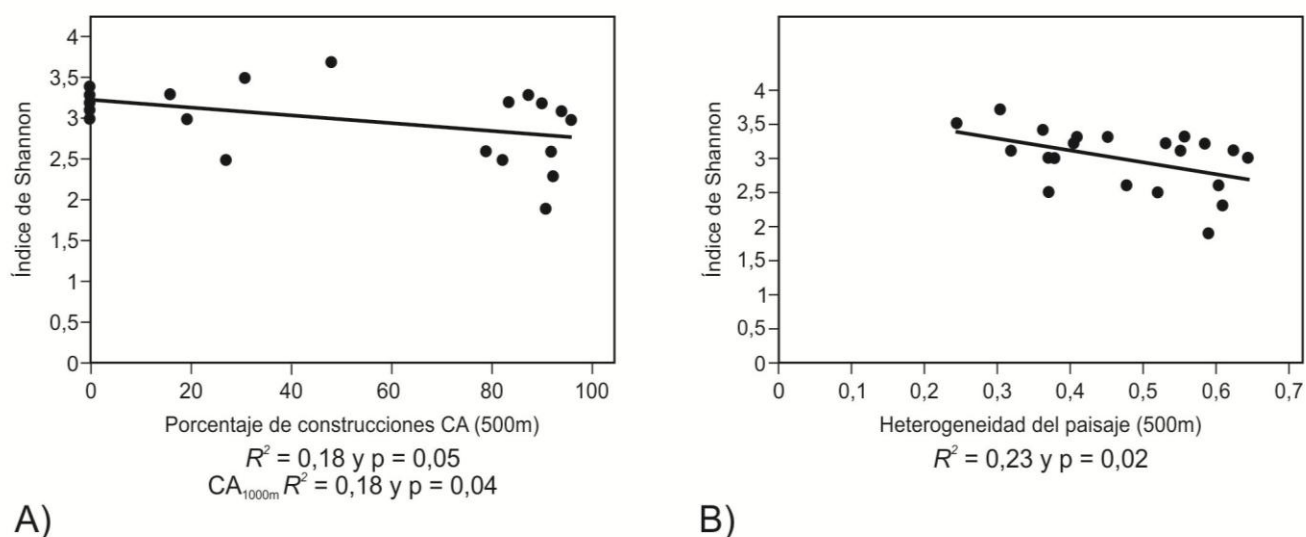 4
3,5
3
2,5
2
1,5
1
0,5
0
Índice de Shannon
0 20 40 60 80 100
Porcentaje de construcciones CA (500m)
R² = 0,18 y p = 0,05
CA₁₀₀₀ₘ R² = 0,18 y p = 0,04
A)
4
3,5
3
2,5
2
1,5
1
0,5
0
Índice de Shannon
0 0,1 0,2 0,3 0,4 0,5 0,6 0,7
Heterogeneidad del paisaje (500m)
R² = 0,23 y p = 0,02
B)